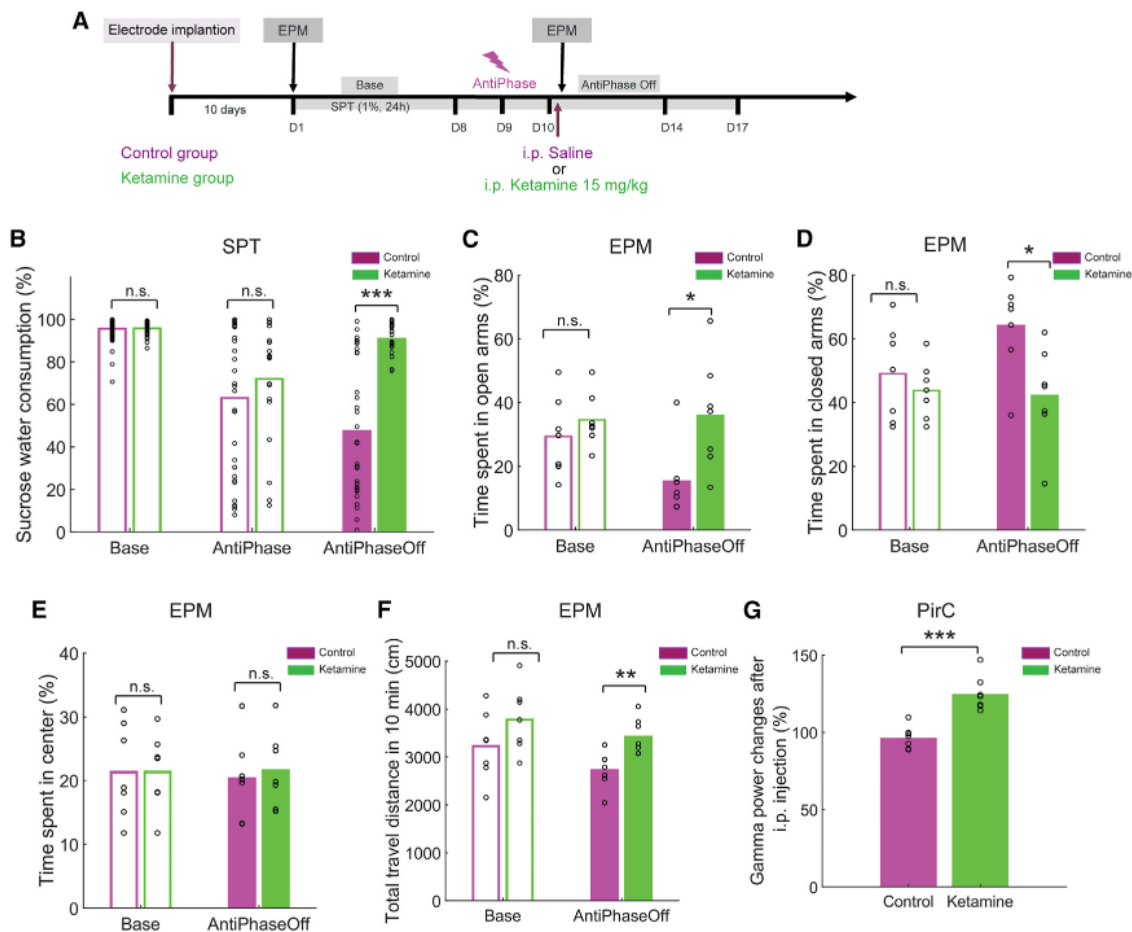 A
Electrode implantion
EPM
EPM
Base
AntiPhase
AntiPhase Off
10 days
SPT (1%, 24h)
D1
D8
D9
D10
D14
D17
Control group
Ketamine group
i.p. Saline
or
i.p. Ketamine 15 mg/kg
B
SPT
Control
Ketamine
n.s.
n.s.
***
Sucrose water consumption (%)
100
80
60
40
20
0
Base
AntiPhase
AntiPhaseOff
C
EPM
Control
Ketamine
n.s.
*
Time spent in open arms (%)
80
60
40
20
0
Base
AntiPhaseOff
D
EPM
Control
Ketamine
n.s.
*
Time spent in closed arms (%)
80
60
40
20
0
Base
AntiPhaseOff
E
EPM
Control
Ketamine
n.s.
n.s.
Time spent in center (%)
40
30
20
10
0
Base
AntiPhaseOff
F
EPM
Control
Ketamine
n.s.
**
Total travel distance in 10 min (cm)
5000
4000
3000
2000
1000
0
Base
AntiPhaseOff
G
PirC
Control
Ketamine
***
Gamma power changes after
i.p. injection (%)
150
100
50
0
Control
Ketamine